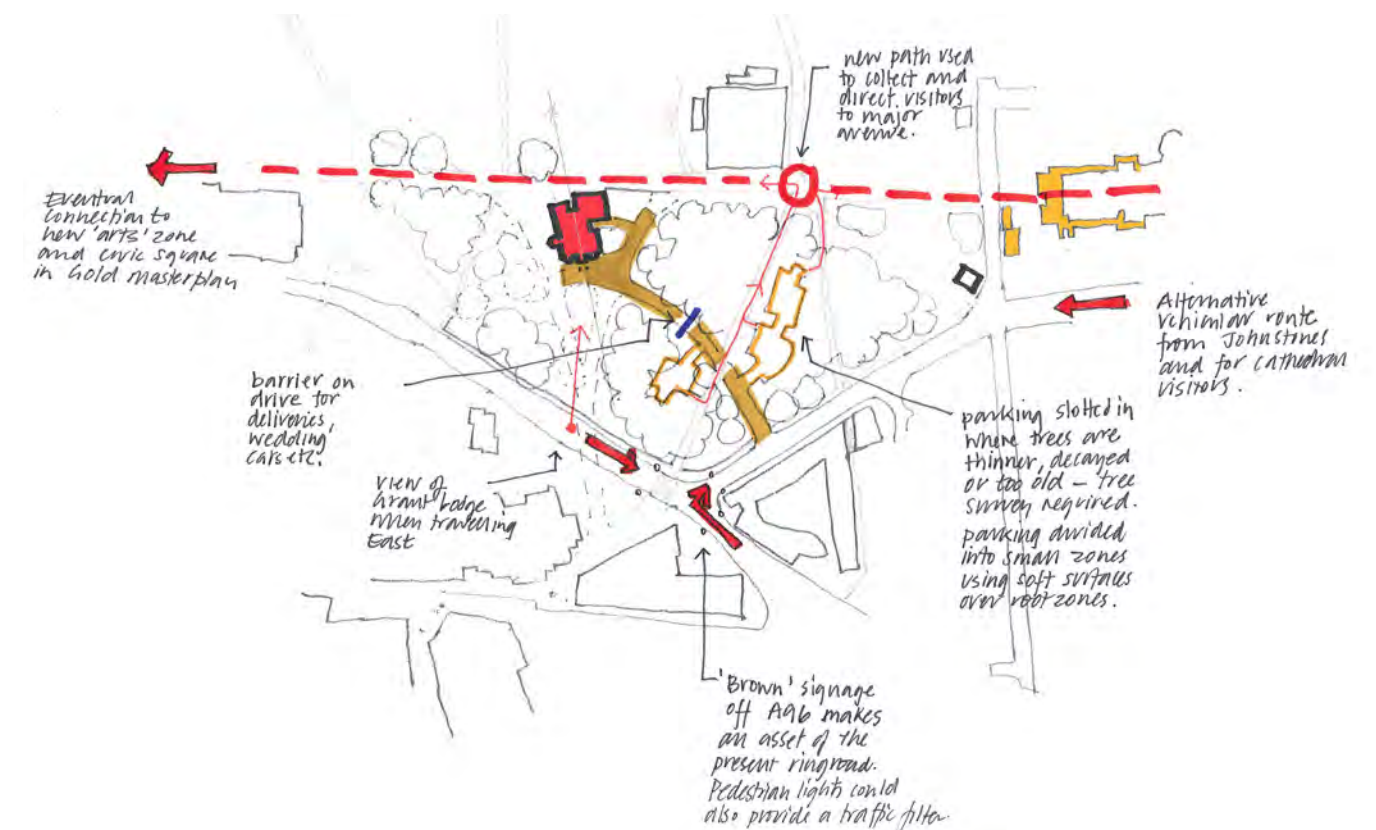 new path used
to collect and
direct visitors
to major
avenue.
Eventual
connection to
new 'arts' zone
and civic square
in Gold masterplan
Alternative
vehicular route
from Johnstones
and for cathedral
visitors.
barrier on
drive for
deliveries,
wedding
cars etc.
view of
Grant Lodge
when travelling
East
parking slotted in
where trees are
thinner, decayed
or too old – tree
survey required.
parking divided
into small zones
using soft surfaces
over root zones.
'Brown' signage
off A96 makes
an asset of the
present ringroad.
Pedestrian lights could
also provide a traffic filter.